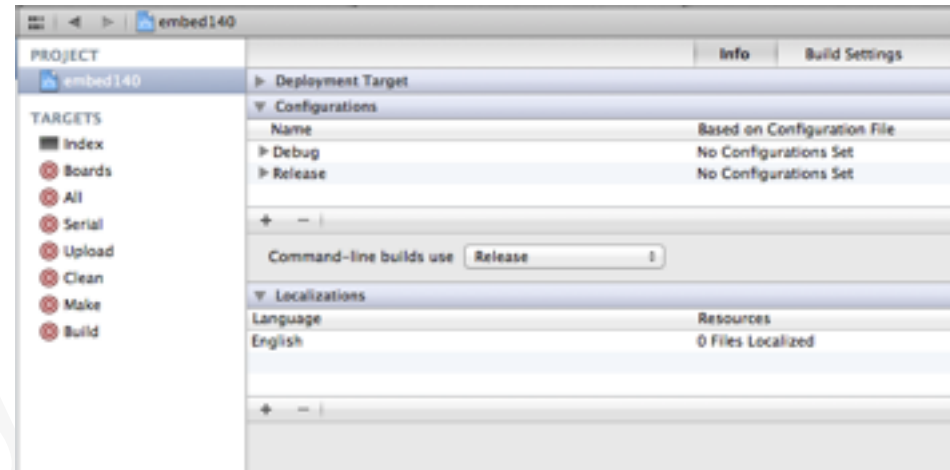 embed140
PROJECT
embed140
TARGETS
Index
Boards
All
Serial
Upload
Clean
Make
Build
Info Build Settings
Deployment Target
Configurations
Name Based on Configuration File
Debug No Configurations Set
Release No Configurations Set
+ −
Command-line builds use Release
Localizations
Language Resources
English 0 Files Localized
+ −